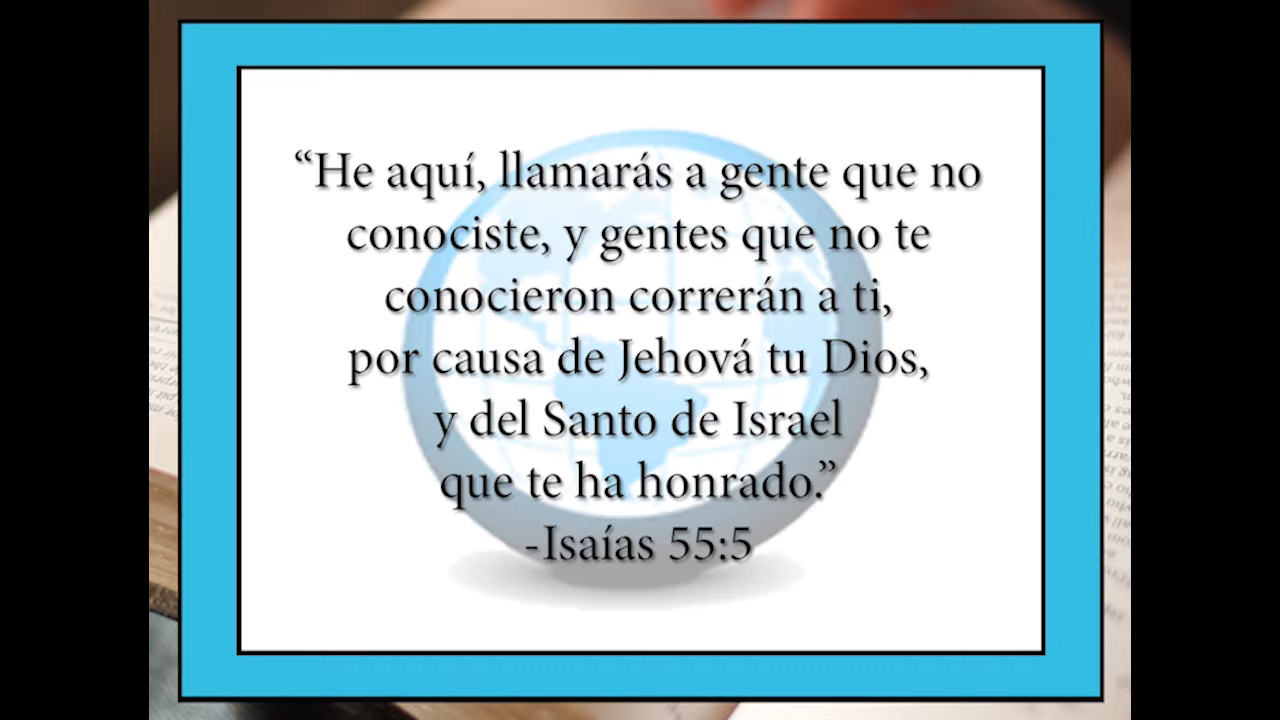 “He aquí, llamarás a gente que no
conociste, y gentes que no te
conocieron correrán a ti,
por causa de Jehová tu Dios,
y del Santo de Israel
que te ha honrado.”
-Isaías 55:5